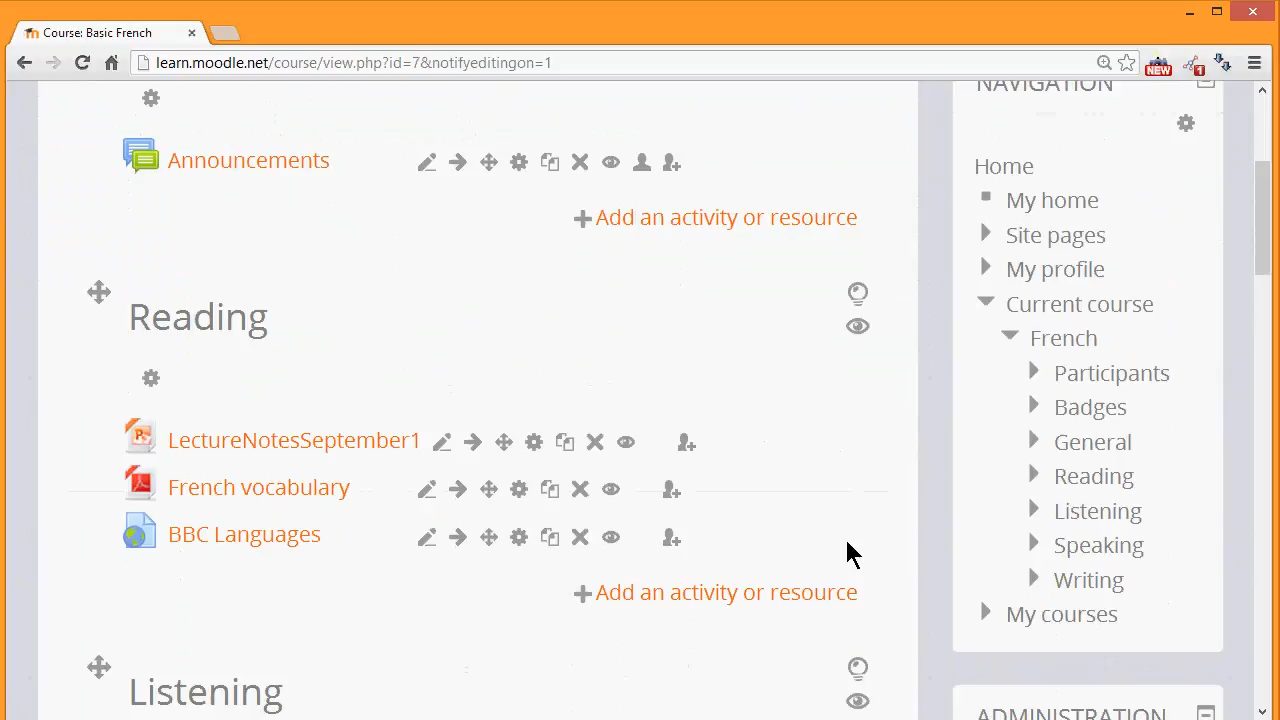 Course: Basic French
learn.moodle.net/course/view.php?id=7&notifyeditingon=1
NEW
1
NAVIGATION
Announcements
Add an activity or resource
Reading
LectureNotesSeptember1
French vocabulary
BBC Languages
Add an activity or resource
Listening
Home
My home
Site pages
My profile
Current course
French
Participants
Badges
General
Reading
Listening
Speaking
Writing
My courses
ADMINISTRATION